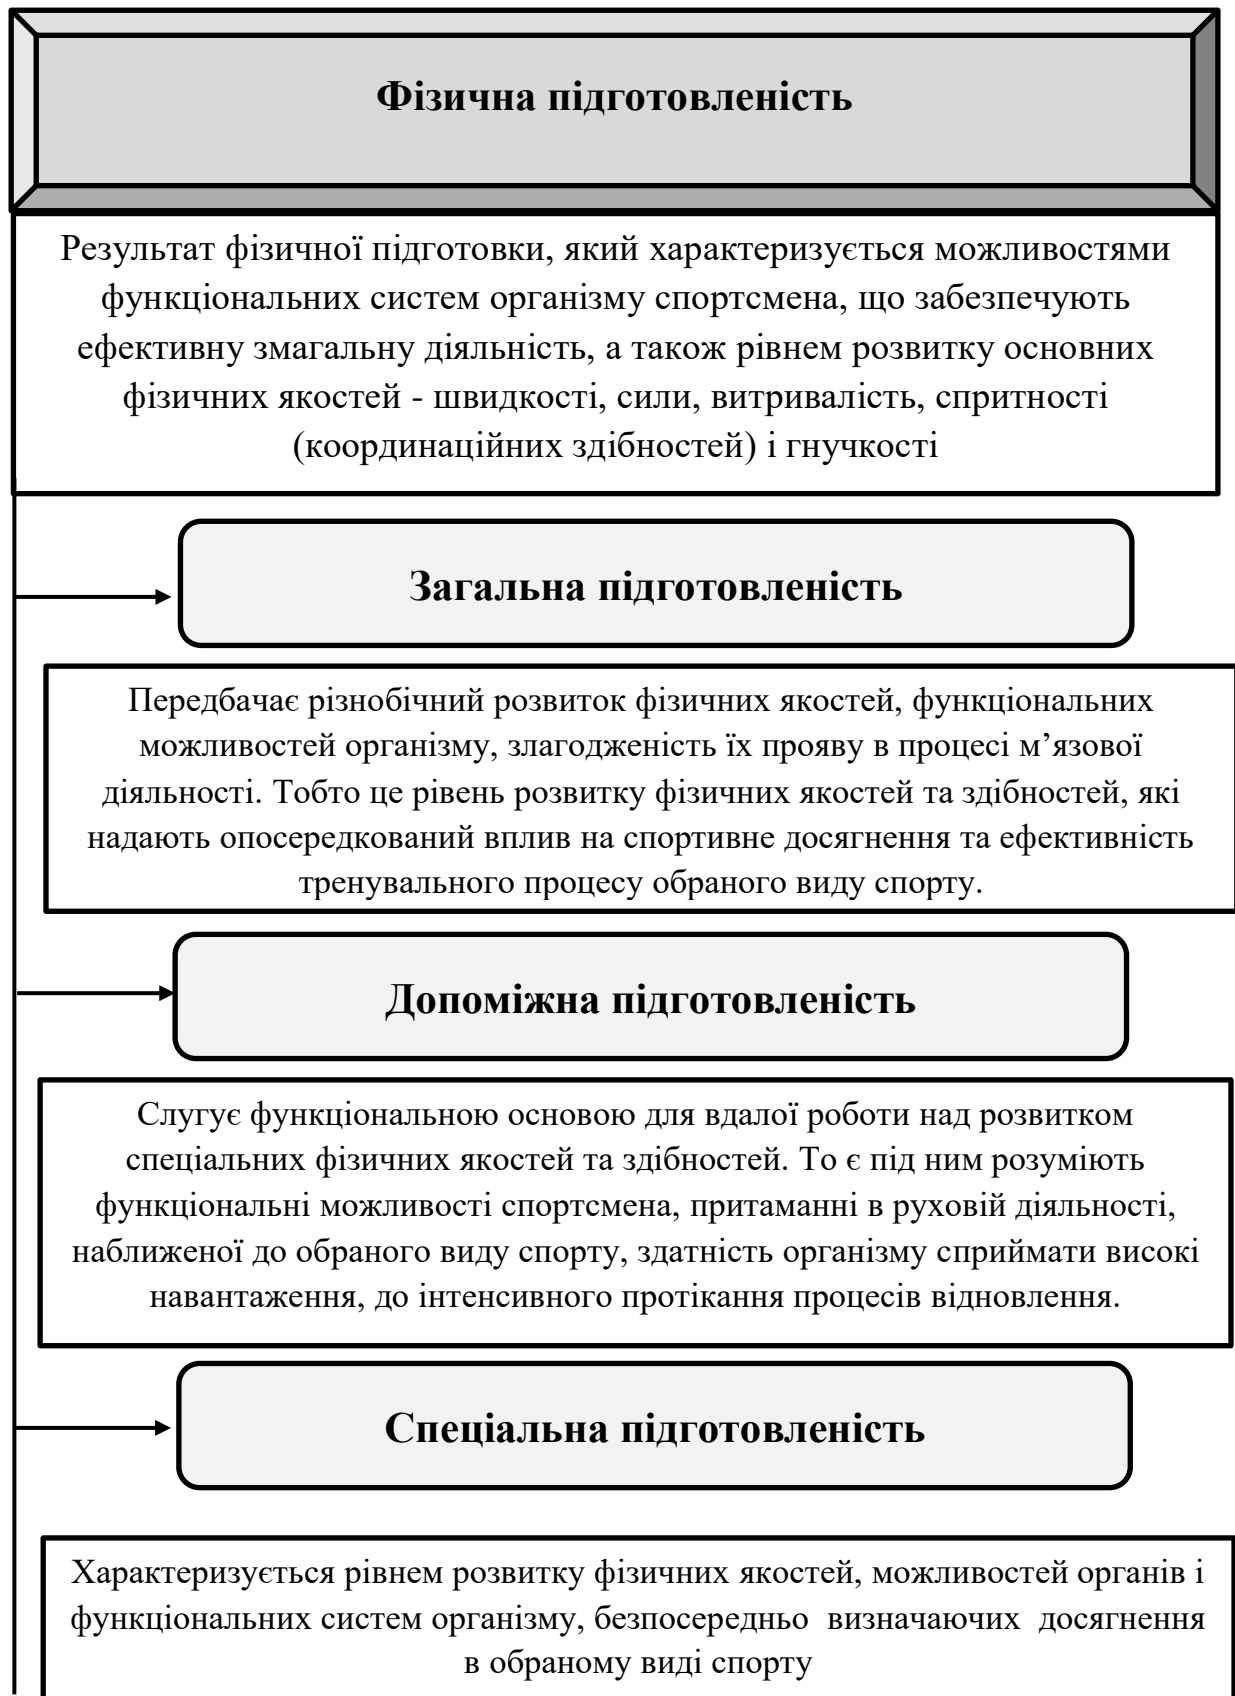 Фізична підготовленість
Результат фізичної підготовки, який характеризується можливостями
функціональних систем організму спортсмена, що забезпечують
ефективну змагальну діяльність, а також рівнем розвитку основних
фізичних якостей - швидкості, сили, витривалість, спритності
(координаційних здібностей) і гнучкості
Загальна підготовленість
Передбачає різнобічний розвиток фізичних якостей, функціональних
можливостей організму, злагодженість їх прояву в процесі м’язової
діяльності. Тобто це рівень розвитку фізичних якостей та здібностей, які
надають опосередкований вплив на спортивне досягнення та ефективність
тренувального процесу обраного виду спорту.
Допоміжна підготовленість
Слугує функціональною основою для вдалої роботи над розвитком
спеціальних фізичних якостей та здібностей. То є під ним розуміють
функціональні можливості спортсмена, притаманні в руховій діяльності,
наближеної до обраного виду спорту, здатність організму сприймати високі
навантаження, до інтенсивного протікання процесів відновлення.
Спеціальна підготовленість
Характеризується рівнем розвитку фізичних якостей, можливостей органів і
функціональних систем організму, безпосередньо визначаючих досягнення
в обраному виді спорту